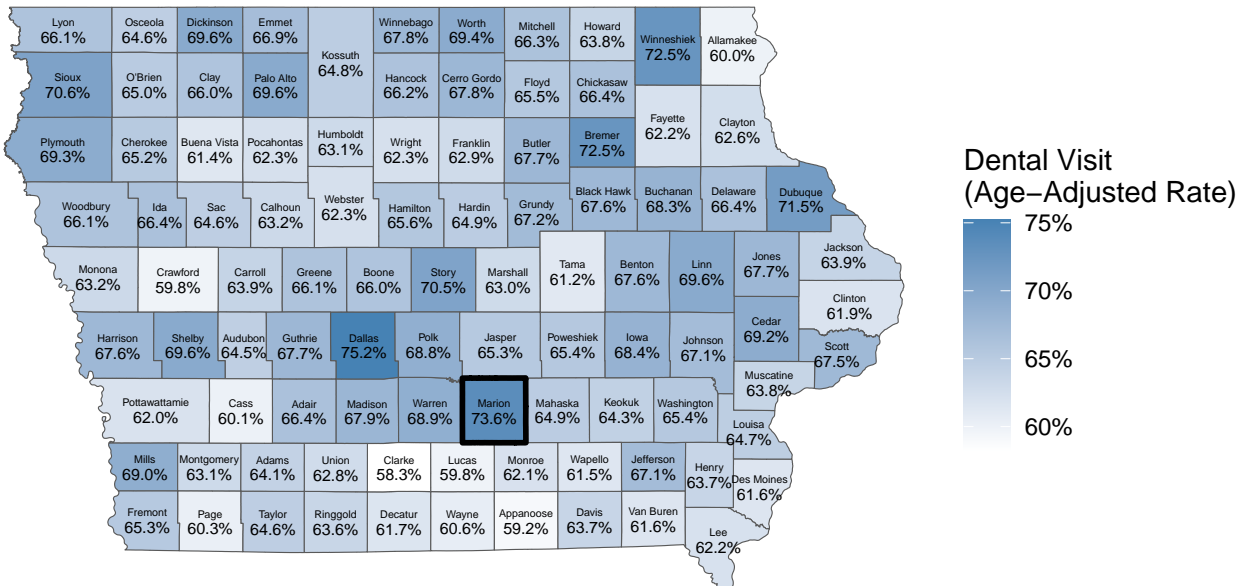 Lyon
66.1%
Osceola
64.6%
Dickinson
69.6%
Emmet
66.9%
Kossuth
64.8%
Winnebago
67.8%
Worth
69.4%
Mitchell
66.3%
Howard
63.8%
Winneshiek
72.5%
Allamakee
60.0%
Sioux
70.6%
O'Brien
65.0%
Clay
66.0%
Palo Alto
69.6%
Hancock
66.2%
Cerro Gordo
67.8%
Floyd
65.5%
Chickasaw
66.4%
Fayette
62.2%
Clayton
62.6%
Plymouth
69.3%
Cherokee
65.2%
Buena Vista
61.4%
Pocahontas
62.3%
Humboldt
63.1%
Wright
62.3%
Franklin
62.9%
Butler
67.7%
Bremer
72.5%
Woodbury
66.1%
Ida
66.4%
Sac
64.6%
Calhoun
63.2%
Webster
62.3%
Hamilton
65.6%
Hardin
64.9%
Grundy
67.2%
Black Hawk
67.6%
Buchanan
68.3%
Delaware
66.4%
Dubuque
71.5%
Monona
63.2%
Crawford
59.8%
Carroll
63.9%
Greene
66.1%
Boone
66.0%
Story
70.5%
Marshall
63.0%
Tama
61.2%
Benton
67.6%
Linn
69.6%
Jones
67.7%
Jackson
63.9%
Clinton
61.9%
Harrison
67.6%
Shelby
69.6%
Audubon
64.5%
Guthrie
67.7%
Dallas
75.2%
Polk
68.8%
Jasper
65.3%
Poweshiek
65.4%
Iowa
68.4%
Johnson
67.1%
Cedar
69.2%
Scott
67.5%
Muscatine
63.8%
Pottawattamie
62.0%
Cass
60.1%
Adair
66.4%
Madison
67.9%
Warren
68.9%
Marion
73.6%
Mahaska
64.9%
Keokuk
64.3%
Washington
65.4%
Louisa
64.7%
Mills
69.0%
Montgomery
63.1%
Adams
64.1%
Union
62.8%
Clarke
58.3%
Lucas
59.8%
Monroe
62.1%
Wapello
61.5%
Jefferson
67.1%
Henry
63.7%
Des Moines
61.6%
Fremont
65.3%
Page
60.3%
Taylor
64.6%
Ringgold
63.6%
Decatur
61.7%
Wayne
60.6%
Appanoose
59.2%
Davis
63.7%
Van Buren
61.6%
Lee
62.2%
Dental Visit
(Age−Adjusted Rate)
75%
70%
65%
60%